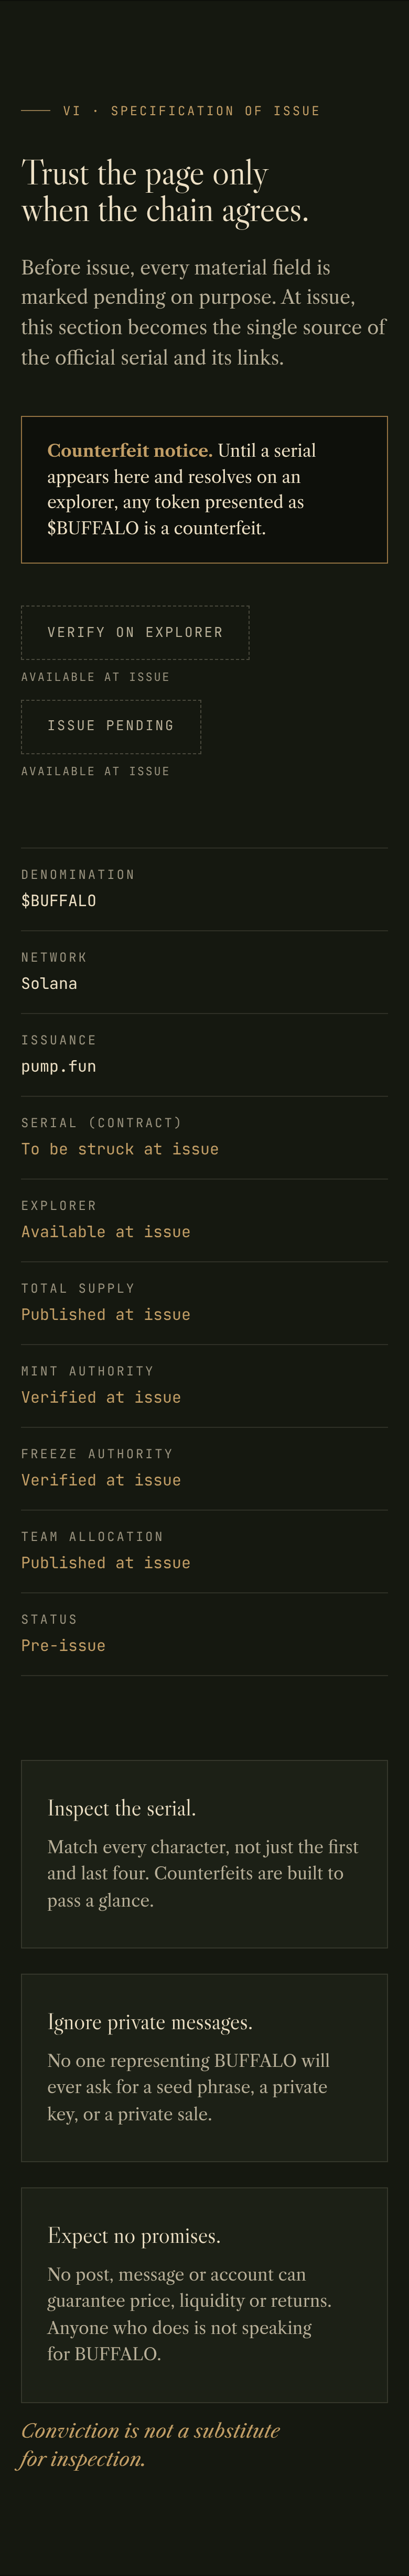 VI · SPECIFICATION OF ISSUE
Trust the page only
when the chain agrees.
Before issue, every material field is
marked pending on purpose. At issue,
this section becomes the single source of
the official serial and its links.
Counterfeit notice. Until a serial
appears here and resolves on an
explorer, any token presented as
$BUFFALO is a counterfeit.
VERIFY ON EXPLORER
AVAILABLE AT ISSUE
ISSUE PENDING
AVAILABLE AT ISSUE
DENOMINATION
$BUFFALO
NETWORK
Solana
ISSUANCE
pump.fun
SERIAL (CONTRACT)
To be struck at issue
EXPLORER
Available at issue
TOTAL SUPPLY
Published at issue
MINT AUTHORITY
Verified at issue
FREEZE AUTHORITY
Verified at issue
TEAM ALLOCATION
Published at issue
STATUS
Pre-issue
Inspect the serial.
Match every character, not just the first
and last four. Counterfeits are built to
pass a glance.
Ignore private messages.
No one representing BUFFALO will
ever ask for a seed phrase, a private
key, or a private sale.
Expect no promises.
No post, message or account can
guarantee price, liquidity or returns.
Anyone who does is not speaking
for BUFFALO.
Conviction is not a substitute
for inspection.